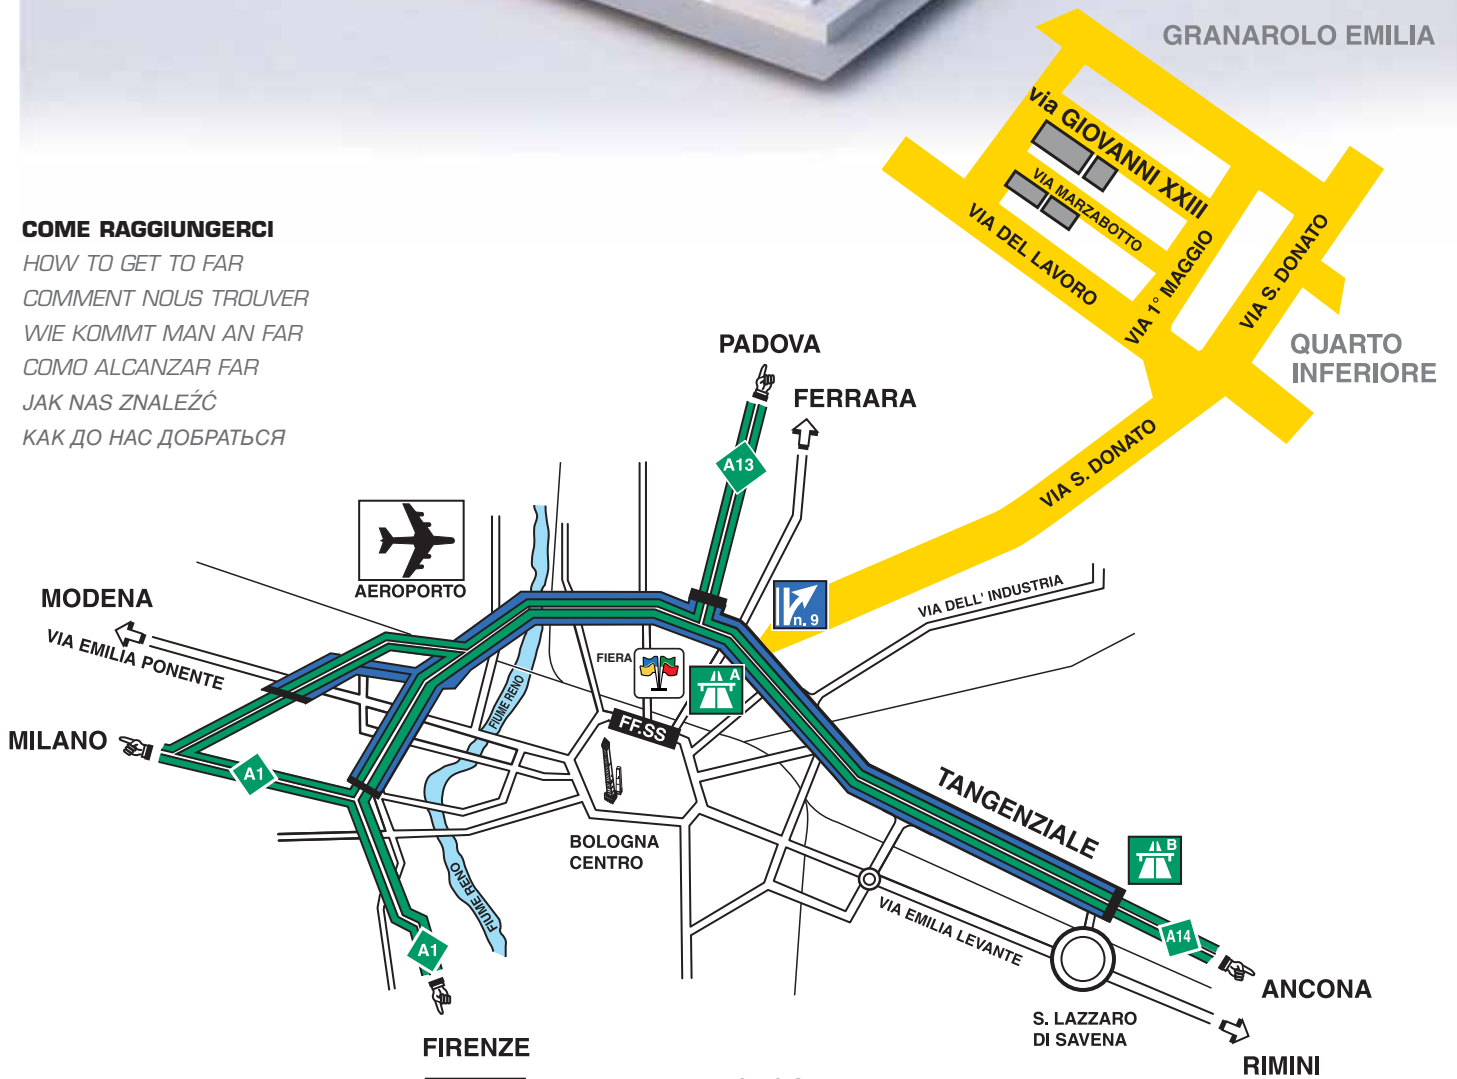 GRANAROLO EMILIA
via GIOVANNI XXIII
VIA MARZABOTTO
VIA DEL LAVORO
VIA 1° MAGGIO
VIA S. DONATO
QUARTO
INFERIORE
VIA S. DONATO
COME RAGGIUNGERCI
HOW TO GET TO FAR
COMMENT NOUS TROUVER
WIE KOMMT MAN AN FAR
COMO ALCANZAR FAR
JAK NAS ZNALEŹĆ
КАК ДО НАС ДОБРАТЬСЯ
PADOVA
FERRARA
A13
AEROPORTO
MODENA
VIA EMILIA PONENTE
n. 9
VIA DELL' INDUSTRIA
FIERA
A
FIUME RENO
FF.SS
MILANO
A1
TANGENZIALE
BOLOGNA
CENTRO
B
FIUME RENO
VIA EMILIA LEVANTE
A1
A14
ANCONA
S. LAZZARO
DI SAVENA
FIRENZE
RIMINI